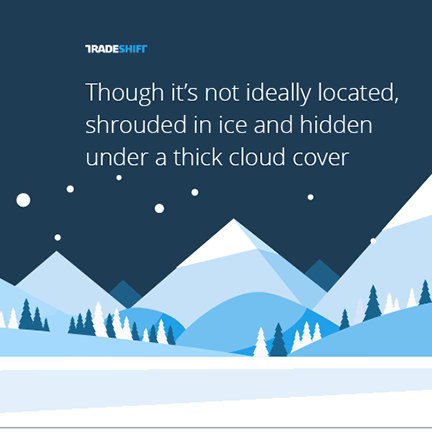 TRADESHIFT
Though it’s not ideally located,
shrouded in ice and hidden
under a thick cloud cover